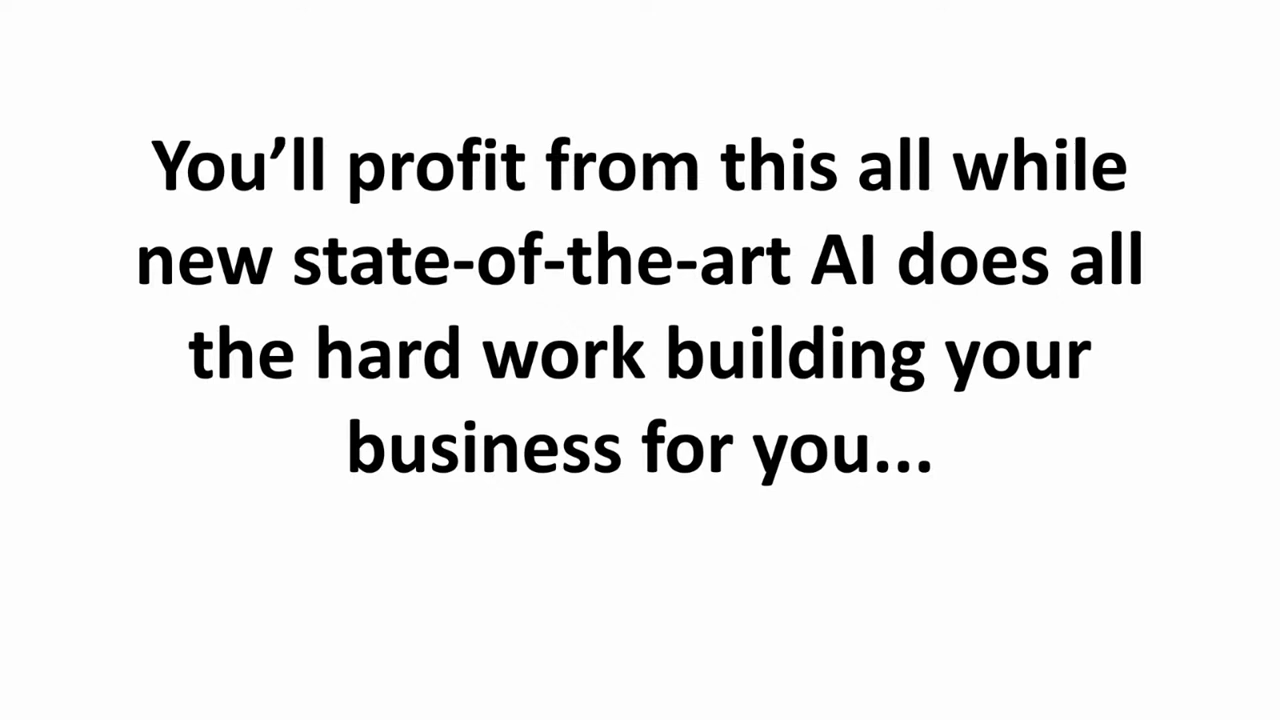 You’ll profit from this all while
new state-of-the-art AI does all
the hard work building your
business for you...